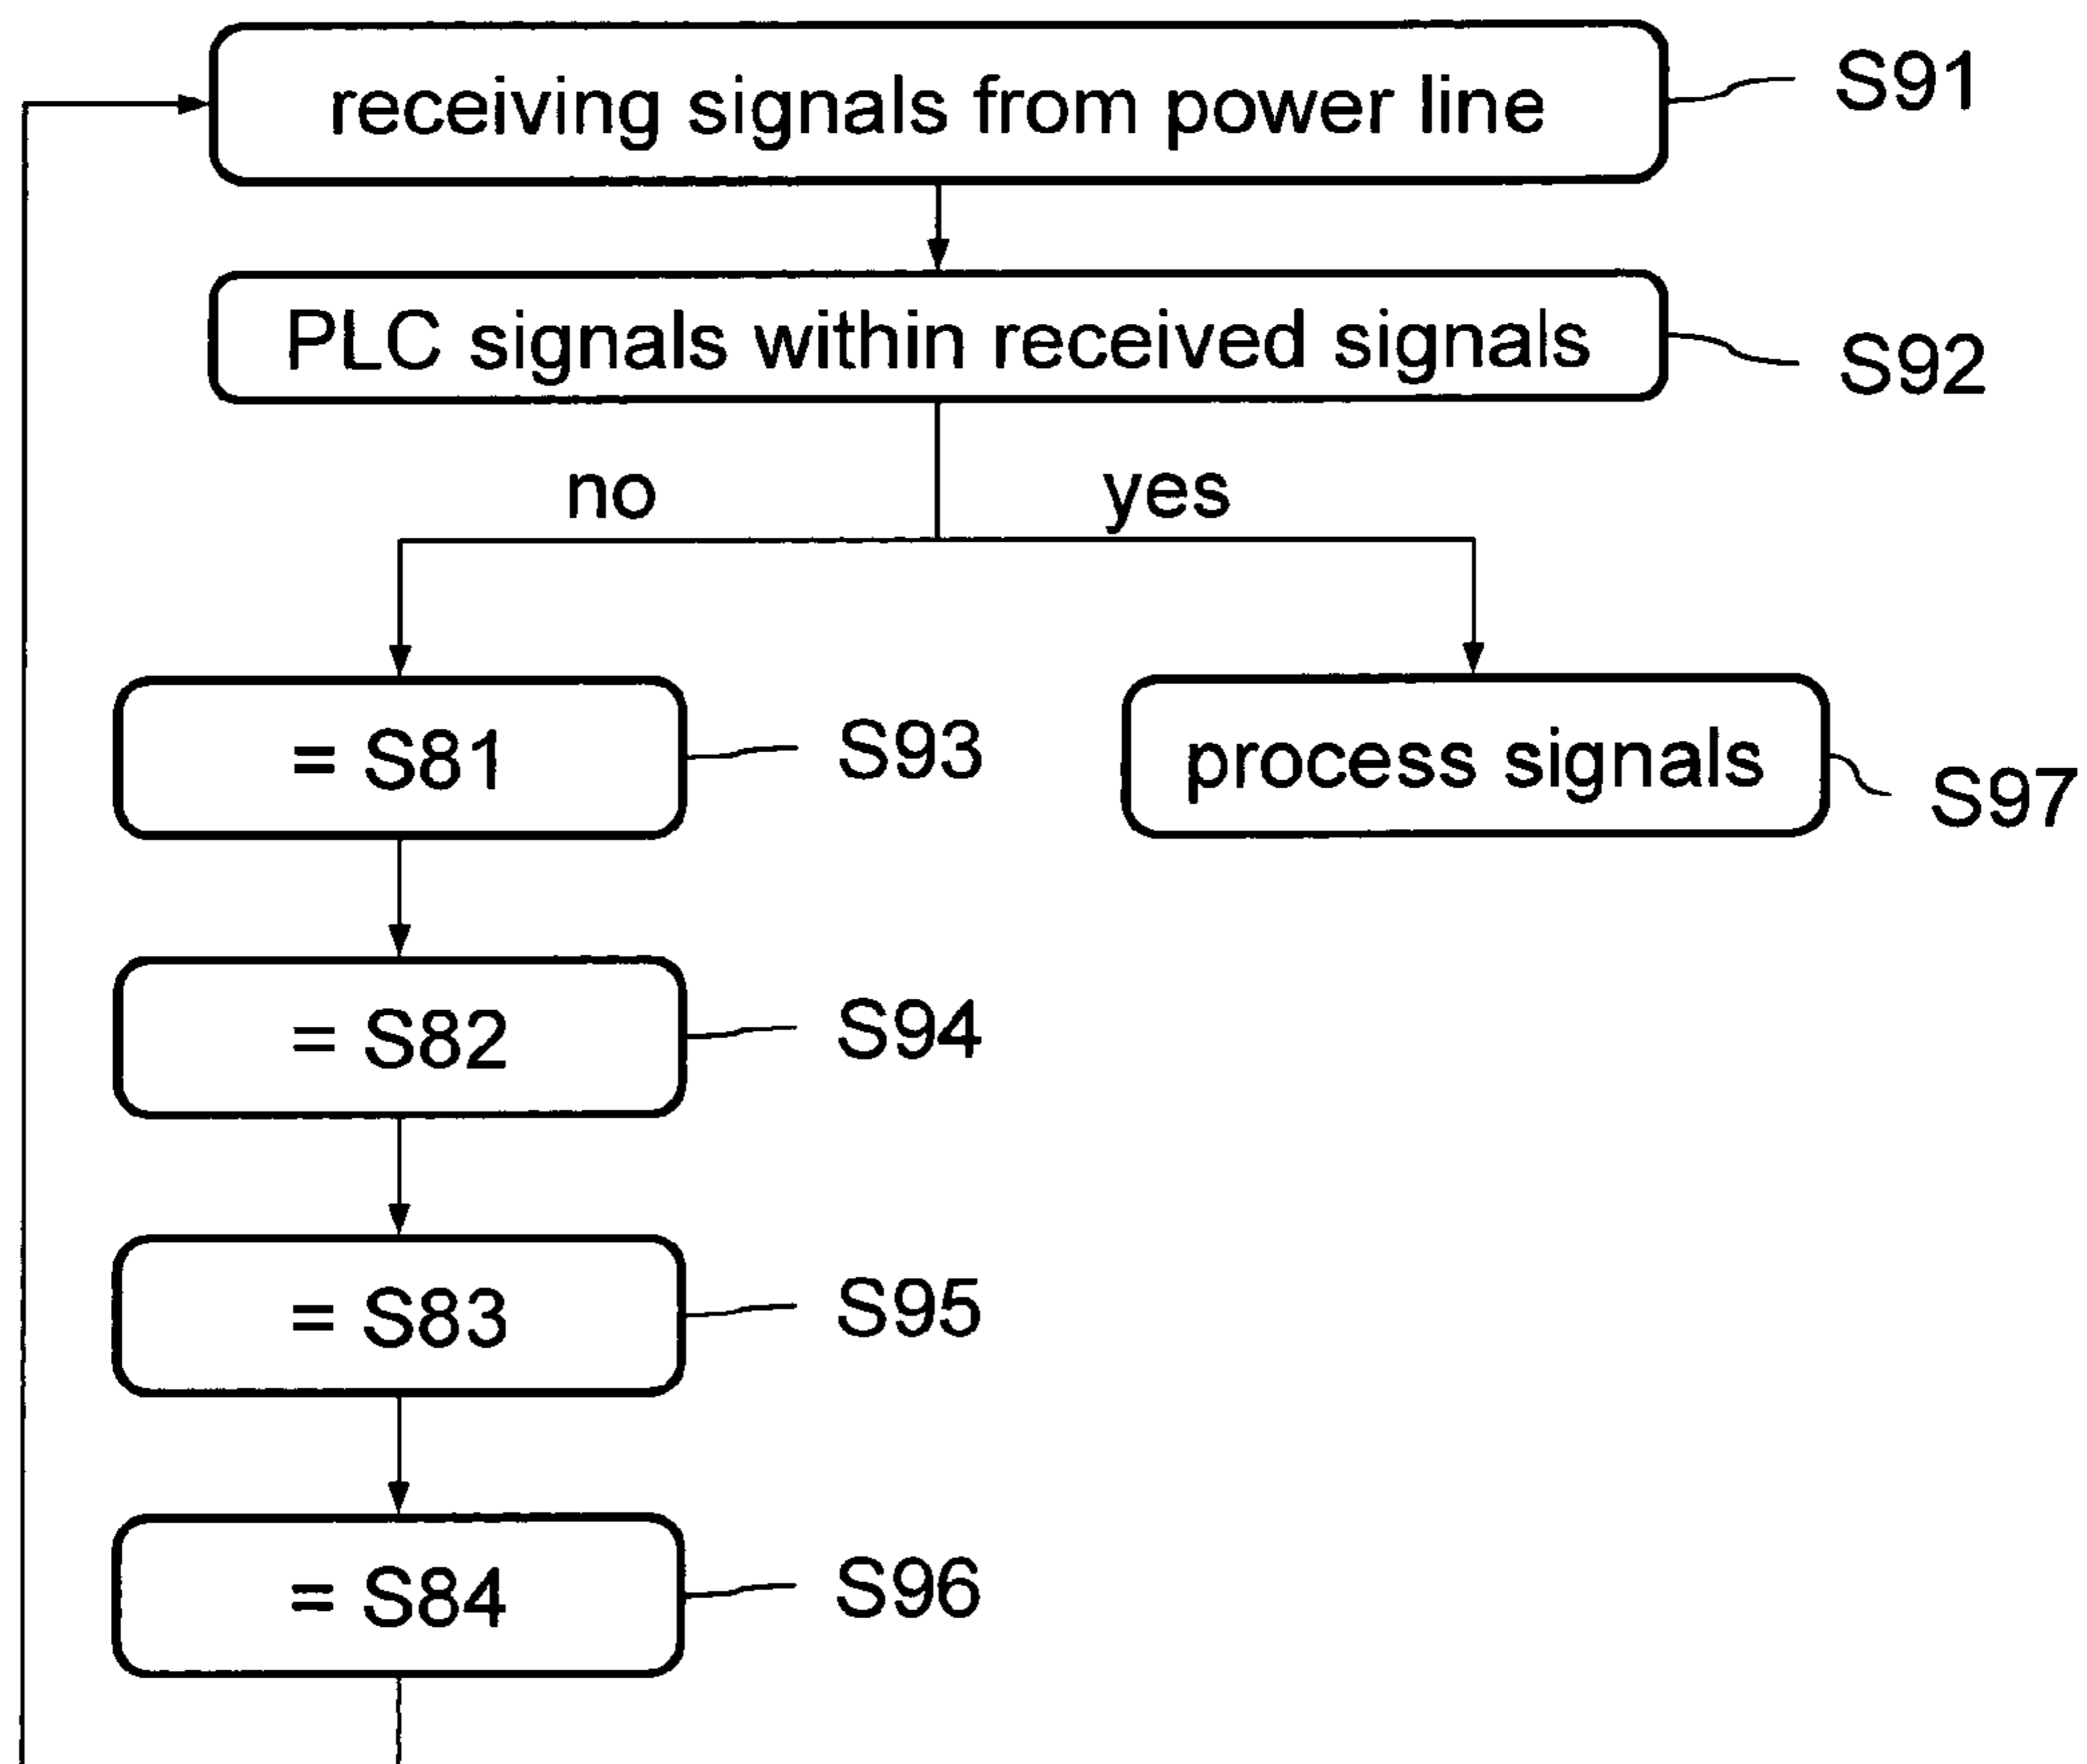 receiving signals from power line
S91
PLC signals within received signals
S92
no
yes
= S81
S93
process signals
S97
= S82
S94
= S83
S95
= S84
S96